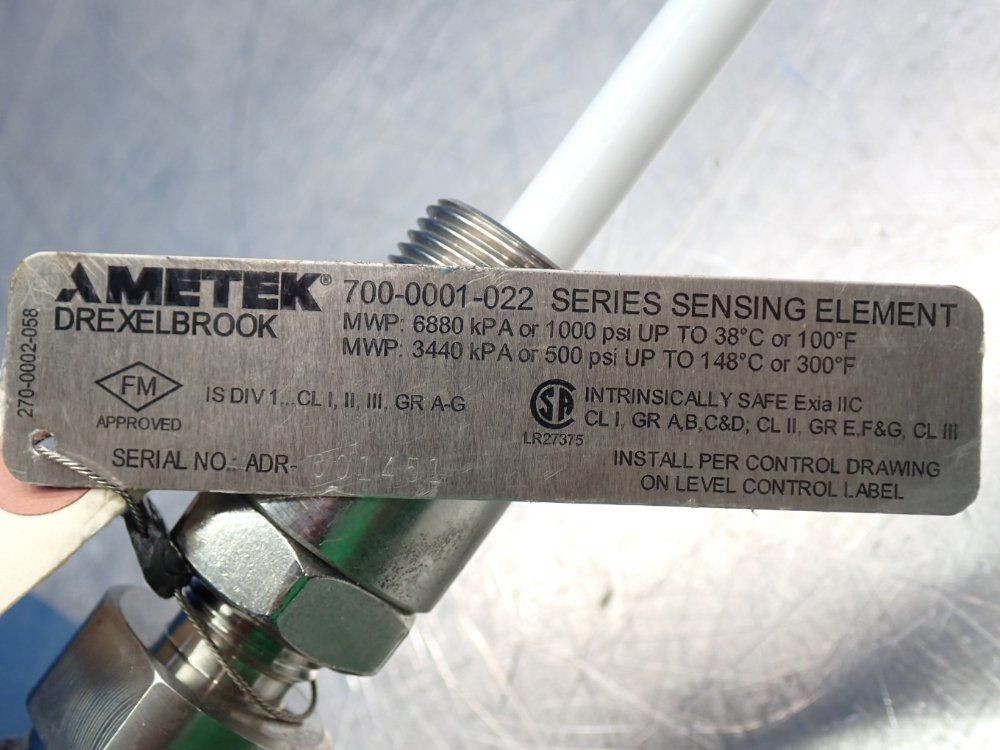 AMETEK® 700-0001-022 SERIES SENSING ELEMENT
DREXELBROOK
MWP: 6880 kPA or 1000 psi UP TO 38°C or 100°F
MWP: 3440 kPA or 500 psi UP TO 148°C or 300°F
270-0002-058
FM
APPROVED
IS DIV 1...CL I, II, III, GR A-G
SA
LR27375
INTRINSICALLY SAFE Exia IIC
CL I, GR A,B,C&D; CL II, GR E,F&G, CL III
SERIAL NO.: ADR-
INSTALL PER CONTROL DRAWING
ON LEVEL CONTROL LABEL